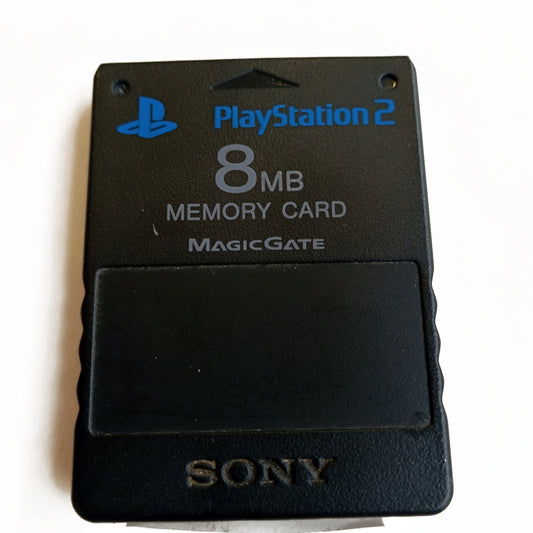 PlayStation 2
8MB
MEMORY CARD
MAGICGATE
SONY